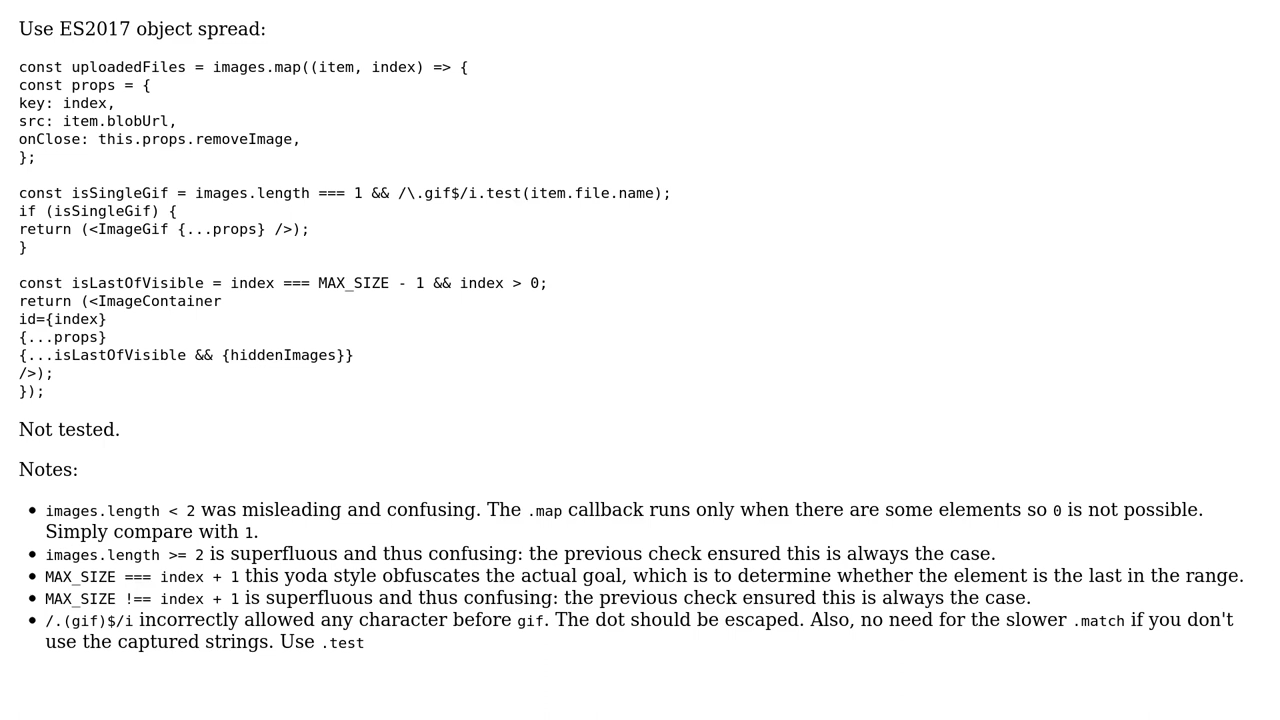 Use ES2017 object spread:
const uploadedFiles = images.map((item, index) => {
const props = {
key: index,
src: item.blobUrl,
onClose: this.props.removeImage,
};
const isSingleGif = images.length === 1 && /\.gif$/i.test(item.file.name);
if (isSingleGif) {
return (<ImageGif {...props} />);
}
const isLastOfVisible = index === MAX_SIZE - 1 && index > 0;
return (<ImageContainer
id={index}
{...props}
{...isLastOfVisible && {hiddenImages}}
/>);
});
Not tested.
Notes:
• images.length < 2 was misleading and confusing. The .map callback runs only when there are some elements so 0 is not possible.
Simply compare with 1.
• images.length >= 2 is superfluous and thus confusing: the previous check ensured this is always the case.
• MAX_SIZE === index + 1 this yoda style obfuscates the actual goal, which is to determine whether the element is the last in the range.
• MAX_SIZE !== index + 1 is superfluous and thus confusing: the previous check ensured this is always the case.
• /.(gif)$/i incorrectly allowed any character before gif. The dot should be escaped. Also, no need for the slower .match if you don't
use the captured strings. Use .test